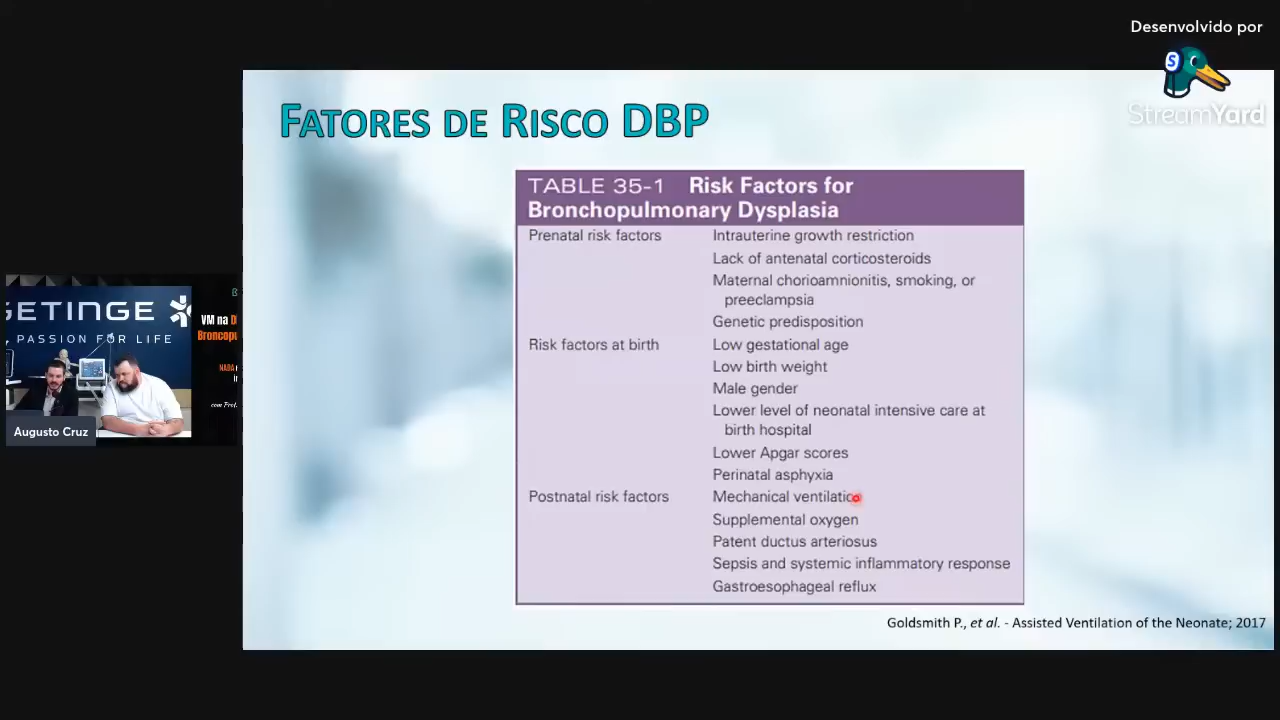 Desenvolvido por
StreamYard
FATORES DE RISCO DBP
TABLE 35-1 Risk Factors for
Bronchopulmonary Dysplasia
Prenatal risk factors Intrauterine growth restriction
Lack of antenatal corticosteroids
Maternal chorioamnionitis, smoking, or
preeclampsia
Genetic predisposition
Risk factors at birth Low gestational age
Low birth weight
Male gender
Lower level of neonatal intensive care at
birth hospital
Lower Apgar scores
Perinatal asphyxia
Postnatal risk factors Mechanical ventilation
Supplemental oxygen
Patent ductus arteriosus
Sepsis and systemic inflammatory response
Gastroesophageal reflux
Goldsmith P., et al. - Assisted Ventilation of the Neonate; 2017
GETINGE
PASSION FOR LIFE
VM na
NAVA
com Prof.
Augusto Cruz